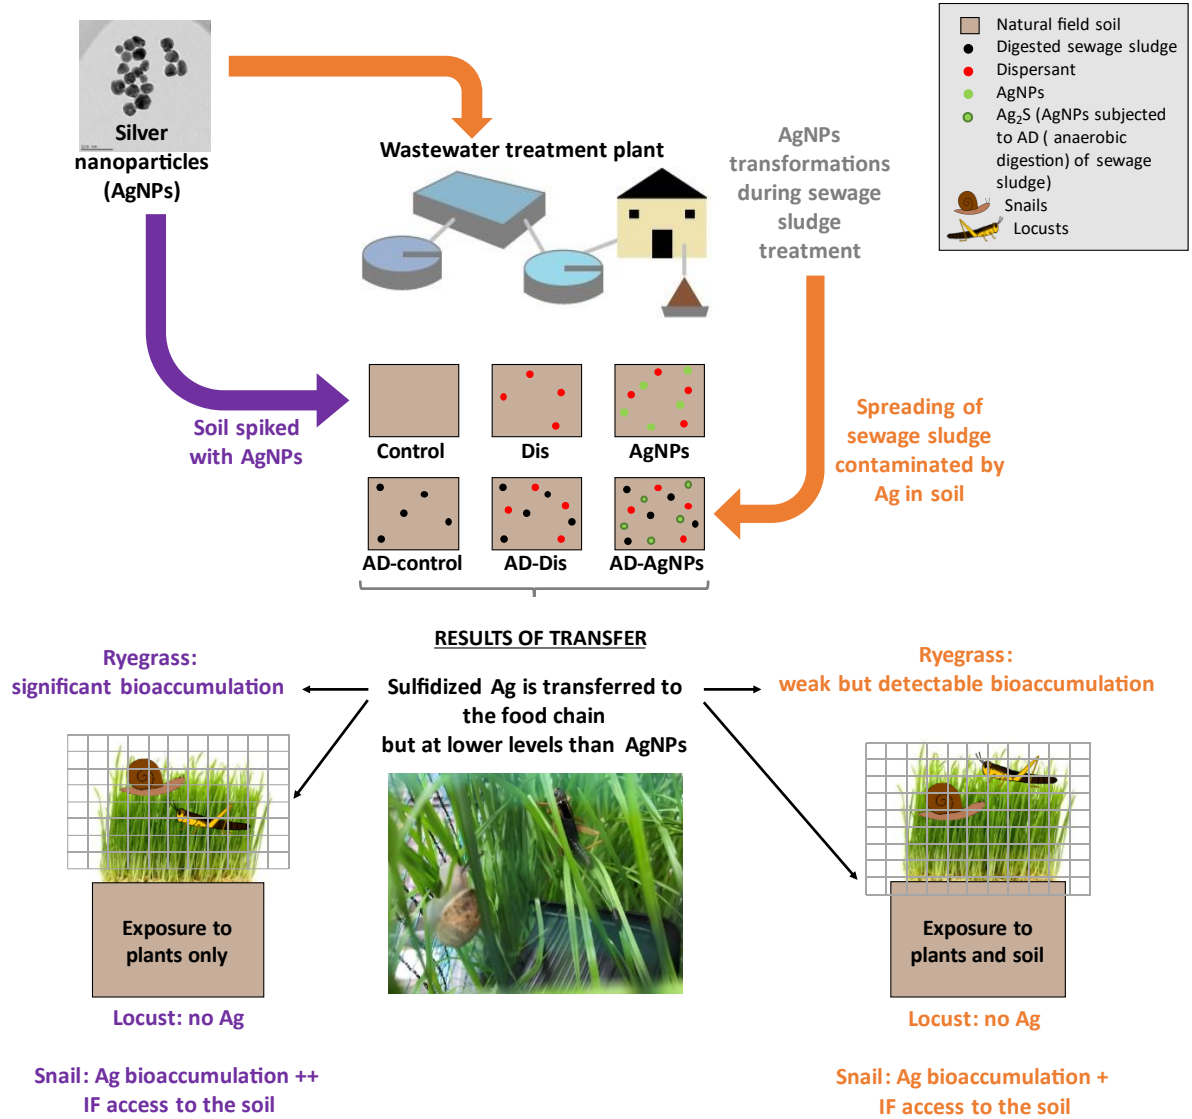 Silver
nanoparticles
(AgNPs)
Wastewater treatment plant
AgNPs
transformations
during sewage
sludge
treatment
Natural field soil
Digested sewage sludge
Dispersant
AgNPs
Ag₂S (AgNPs subjected
to AD ( anaerobic
digestion) of sewage
sludge)
Snails
Locusts
Soil spiked
with AgNPs
Control
Dis
AgNPs
AD-control
AD-Dis
AD-AgNPs
Spreading of
sewage sludge
contaminated by
Ag in soil
RESULTS OF TRANSFER
Ryegrass:
significant bioaccumulation
Sulfidized Ag is transferred to
the food chain
but at lower levels than AgNPs
Ryegrass:
weak but detectable bioaccumulation
Exposure to
plants only
Exposure to
plants and soil
Locust: no Ag
Snail: Ag bioaccumulation ++
IF access to the soil
Locust: no Ag
Snail: Ag bioaccumulation +
IF access to the soil